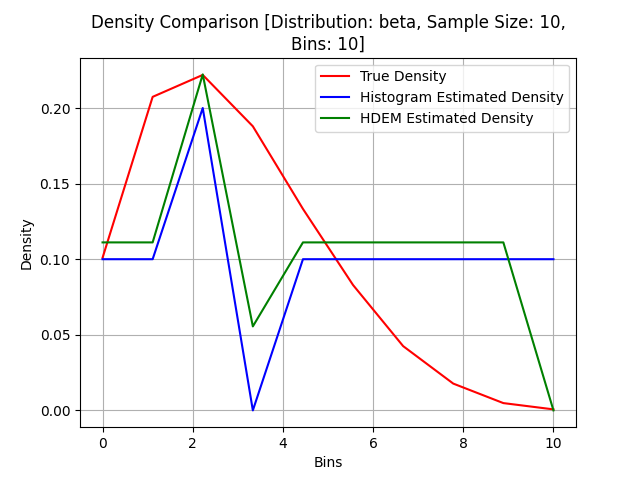 Density Comparison [Distribution: beta, Sample Size: 10,
Bins: 10]
True Density
Histogram Estimated Density
HDEM Estimated Density
Density
0.20
0.15
0.10
0.05
0.00
0 2 4 6 8 10
Bins